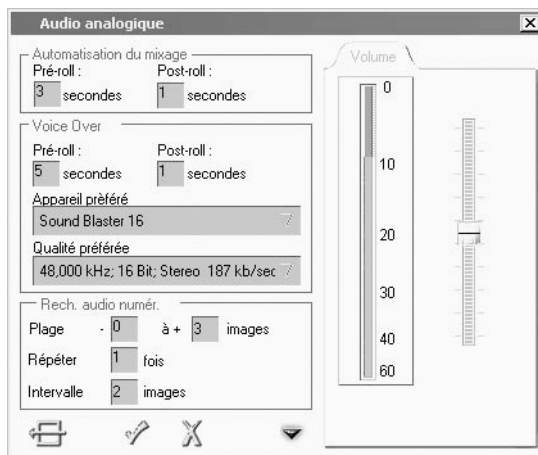 Audio analogique
Automatisation du mixage
Pré-roll : Post-roll :
3 secondes 1 secondes
Voice Over
Pré-roll : Post-roll :
5 secondes 1 secondes
Appareil prèféré
Sound Blaster 16
Qualité préférée
48,000 kHz; 16 Bit; Stereo 187 kb/sec
Rech. audio numér.
Plage - 0 à + 3 images
Répéter 1 fois
Intervalle 2 images
Volume
0
10
20
30
40
60